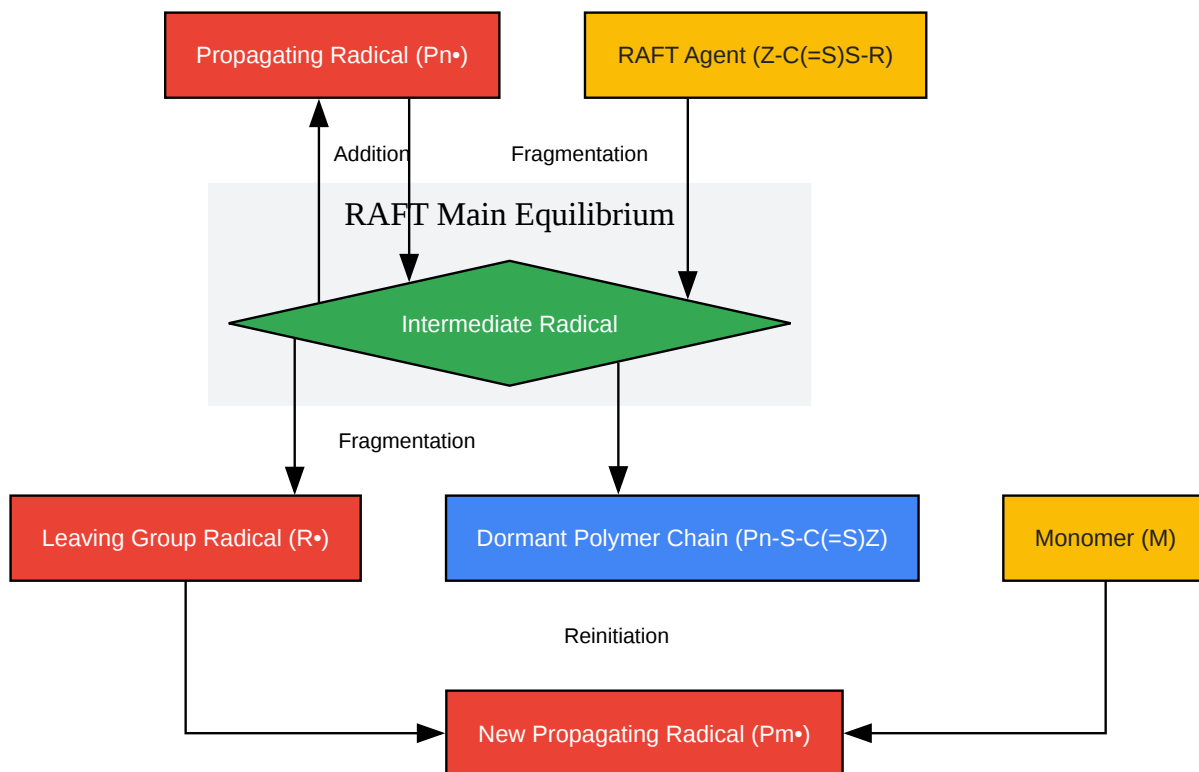 Propagating Radical (Pn•)
RAFT Agent (Z-C(=S)S-R)
Addition
Fragmentation
RAFT Main Equilibrium
Intermediate Radical
Fragmentation
Leaving Group Radical (R•)
Dormant Polymer Chain (Pn-S-C(=S)Z)
Monomer (M)
Reinitiation
New Propagating Radical (Pm•)